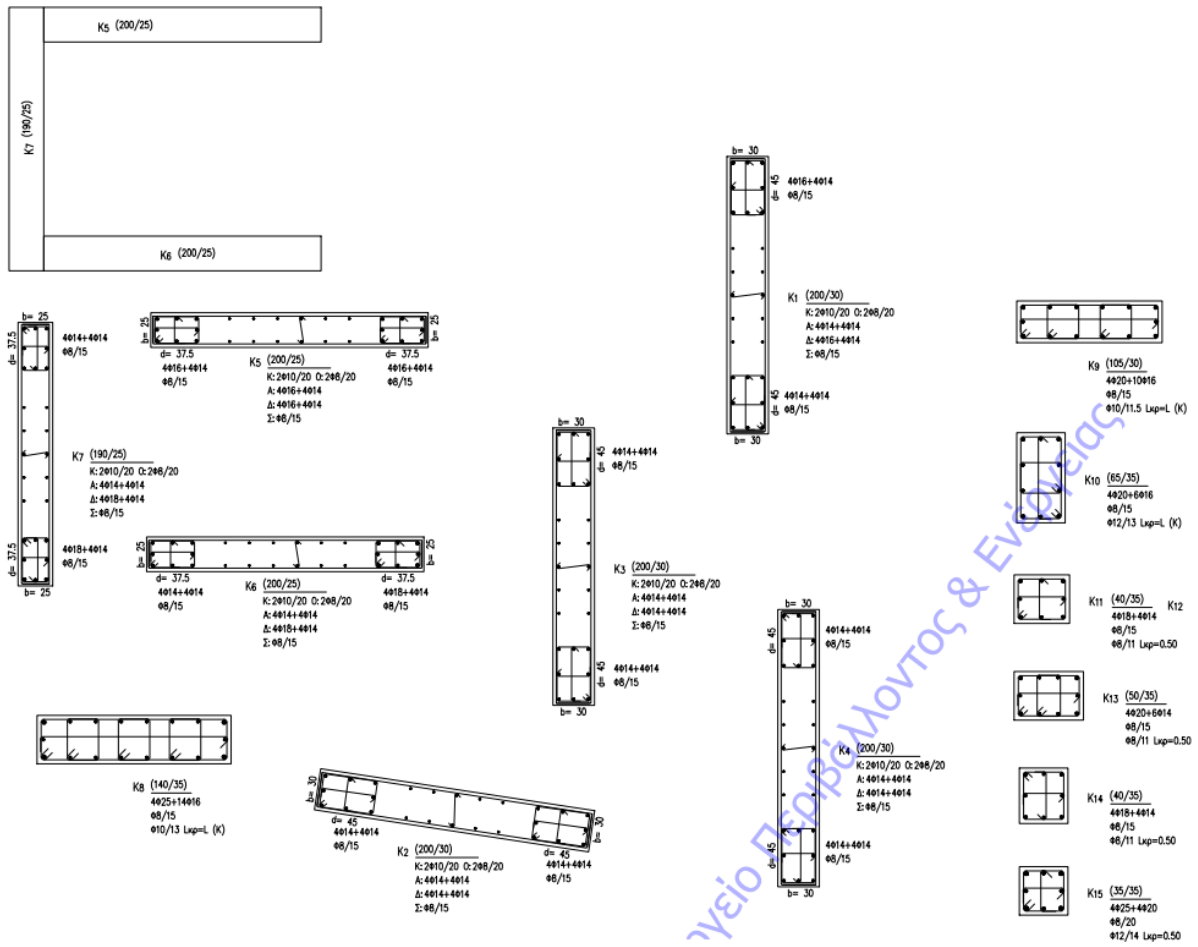 K5 (200/25)
K7 (190/25)
K6 (200/25)
b= 30
d= 45
4Φ16+4Φ14
Φ8/15
K1 (200/30)
K: 2Φ10/20 O: 2Φ8/20
A: 4Φ14+4Φ14
Δ: 4Φ16+4Φ14
Σ: Φ8/15
d= 45
4Φ14+4Φ14
Φ8/15
b= 30
b= 25
d= 37.5
4Φ14+4Φ14
Φ8/15
K7 (190/25)
K: 2Φ10/20 O: 2Φ8/20
A: 4Φ14+4Φ14
Δ: 4Φ18+4Φ14
Σ: Φ8/15
d= 37.5
4Φ18+4Φ14
Φ8/15
b= 25
b= 25
b= 25
d= 37.5
4Φ16+4Φ14
Φ8/15
d= 37.5
4Φ16+4Φ14
Φ8/15
K5 (200/25)
K: 2Φ10/20 O: 2Φ8/20
A: 4Φ16+4Φ14
Δ: 4Φ16+4Φ14
Σ: Φ8/15
b= 25
b= 25
d= 37.5
4Φ14+4Φ14
Φ8/15
d= 37.5
4Φ18+4Φ14
Φ8/15
K6 (200/25)
K: 2Φ10/20 O: 2Φ8/20
A: 4Φ14+4Φ14
Δ: 4Φ18+4Φ14
Σ: Φ8/15
b= 30
d= 45
4Φ14+4Φ14
Φ8/15
K3 (200/30)
K: 2Φ10/20 O: 2Φ8/20
A: 4Φ14+4Φ14
Δ: 4Φ14+4Φ14
Σ: Φ8/15
d= 45
4Φ14+4Φ14
Φ8/15
b= 30
b= 30
d= 45
4Φ14+4Φ14
Φ8/15
K4 (200/30)
K: 2Φ10/20 O: 2Φ8/20
A: 4Φ14+4Φ14
Δ: 4Φ14+4Φ14
Σ: Φ8/15
d= 45
4Φ14+4Φ14
Φ8/15
b= 30
K8 (140/35)
4Φ25+14Φ16
Φ8/15
Φ10/13 Lκρ=L (K)
b= 30
b= 30
d= 45
4Φ14+4Φ14
Φ8/15
d= 45
4Φ14+4Φ14
Φ8/15
K2 (200/30)
K: 2Φ10/20 O: 2Φ8/20
A: 4Φ14+4Φ14
Δ: 4Φ14+4Φ14
Σ: Φ8/15
K9 (105/30)
4Φ20+10Φ16
Φ8/15
Φ10/11.5 Lκρ=L (K)
K10 (65/35)
4Φ20+6Φ16
Φ8/15
Φ12/13 Lκρ=L (K)
K11 (40/35) K12
4Φ18+4Φ14
Φ8/15
Φ8/11 Lκρ=0.50
K13 (50/35)
4Φ20+6Φ14
Φ8/15
Φ8/11 Lκρ=0.50
K14 (40/35)
4Φ18+4Φ14
Φ8/15
Φ8/11 Lκρ=0.50
K15 (35/35)
4Φ25+4Φ20
Φ8/20
Φ12/14 Lκρ=0.50
Περιβάλλοντος & Ενέργειας